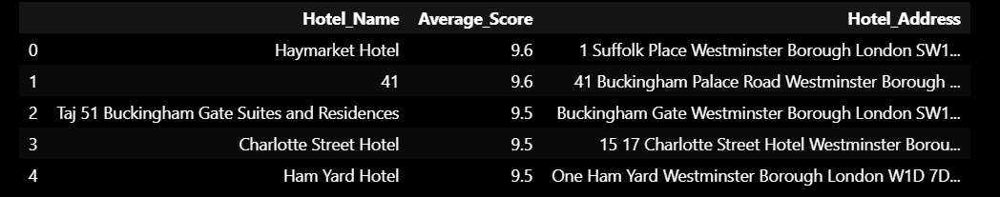 Hotel_Name Average_Score Hotel_Address
0 Haymarket Hotel 9.6 1 Suffolk Place Westminster Borough London SW1...
1 41 9.6 41 Buckingham Palace Road Westminster Borough ...
2 Taj 51 Buckingham Gate Suites and Residences 9.5 Buckingham Gate Westminster Borough London SW1...
3 Charlotte Street Hotel 9.5 15 17 Charlotte Street Hotel Westminster Borou...
4 Ham Yard Hotel 9.5 One Ham Yard Westminster Borough London W1D 7D...